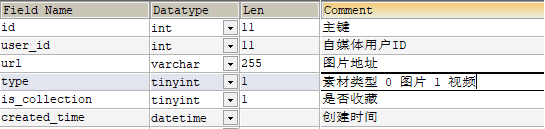 Field Name Datatype Len Comment
id int 11 主键
user_id int 11 自媒体用户ID
url varchar 255 图片地址
type tinyint 1 素材类型 0 图片 1 视频
is_collection tinyint 1 是否收藏
created_time datetime 创建时间